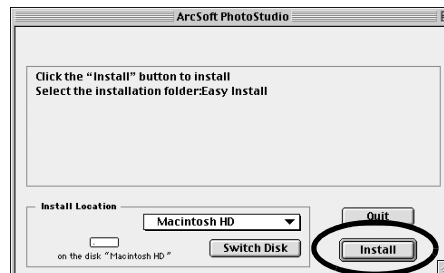 ArcSoft PhotoStudio
Click the “Install” button to install
Select the installation folder:Easy Install
Install Location
Macintosh HD
on the disk “Macintosh HD”
Switch Disk
Quit
Install